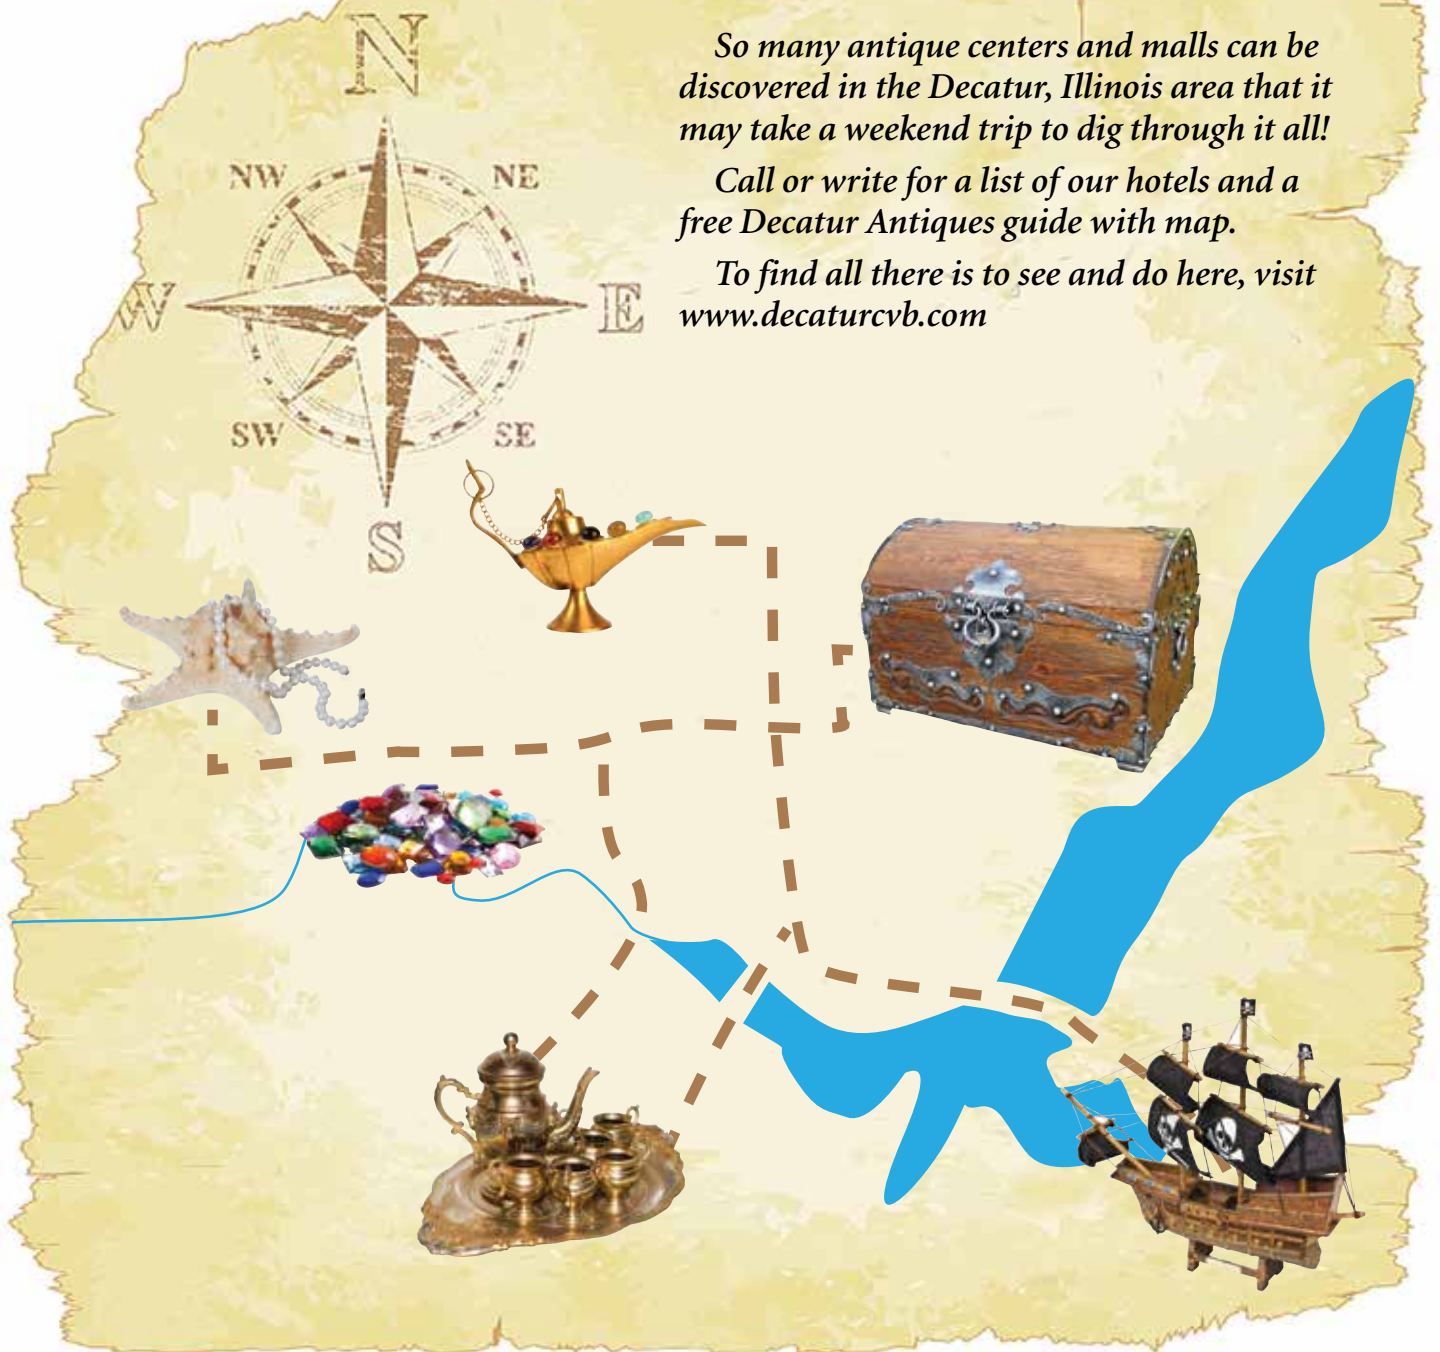 N
So many antique centers and malls can be
discovered in the Decatur, Illinois area that it
may take a weekend trip to dig through it all!
NW
NE
Call or write for a list of our hotels and a
free Decatur Antiques guide with map.
W
E
To find all there is to see and do here, visit
www.decaturcvb.com
SW
SE
S